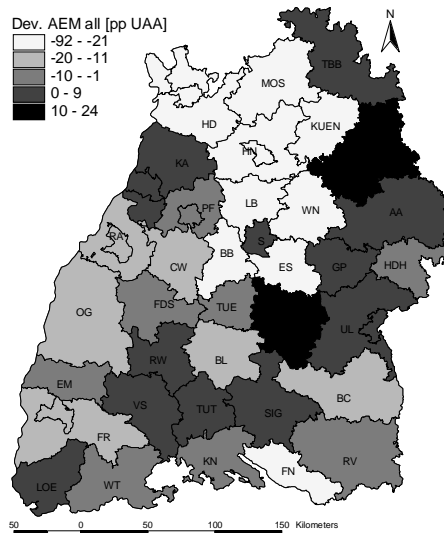 Dev. AEM all [pp UAA]
-92 - -21
-20 - -11
-10 - -1
0 - 9
10 - 24
N
TBB
MOS
HD
KUEN
HN
KA
PF
LB
WN
AA
S
RA
CW
BB
ES
GP
HDH
OG
FDS
TUE
UL
RW
BL
EM
BC
VS
TUT
SIG
FR
LOE
WT
KN
FN
RV
50 0 50 100 150 Kilometers